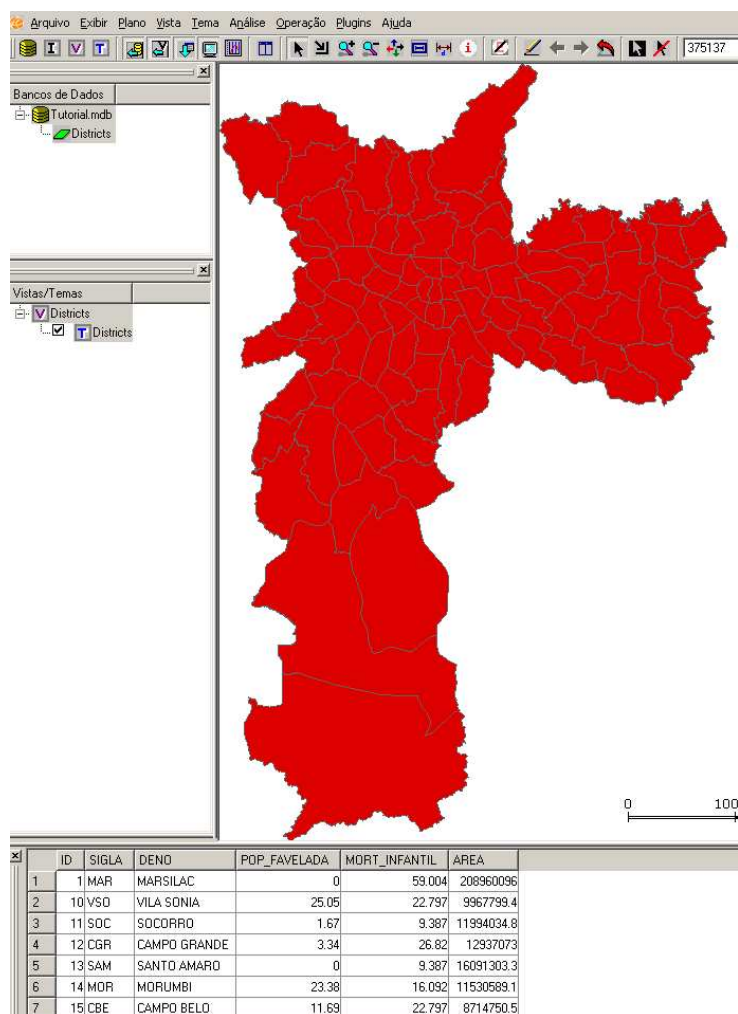 Arquivo Exibir Plano Vista Tema Análise Operação Plugins Ajuda
I V T 375137
Bancos de Dados
Tutorial.mdb
Districts
Vistas/Temas
V Districts
T Districts
0 100
ID SIGLA DENO POP_FAVELADA MORT_INFANTIL AREA
1 1 MAR MARSILAC 0 59.004 208960096
2 10 VSO VILA SONIA 25.05 22.797 9967799.4
3 11 SOC SOCORRO 1.67 9.387 11994034.8
4 12 CGR CAMPO GRANDE 3.34 26.82 12937073
5 13 SAM SANTO AMARO 0 9.387 16091303.3
6 14 MOR MORUMBI 23.38 16.092 11530589.1
7 15 CBE CAMPO BELO 11.69 22.797 8714750.5